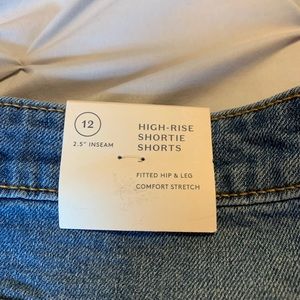 12
2.5" INSEAM
HIGH-RISE
SHORTIE
SHORTS
FITTED HIP & LEG
COMFORT STRETCH